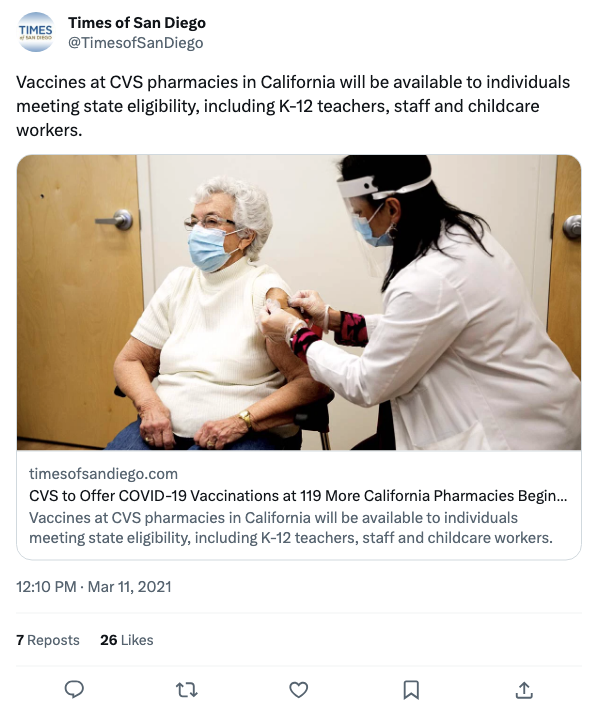 TIMES
of SAN DIEGO
Times of San Diego
@TimesofSanDiego
Vaccines at CVS pharmacies in California will be available to individuals
meeting state eligibility, including K-12 teachers, staff and childcare
workers.
timesofsandiego.com
CVS to Offer COVID-19 Vaccinations at 119 More California Pharmacies Begin...
Vaccines at CVS pharmacies in California will be available to individuals
meeting state eligibility, including K-12 teachers, staff and childcare workers.
12:10 PM · Mar 11, 2021
7 Reposts 26 Likes